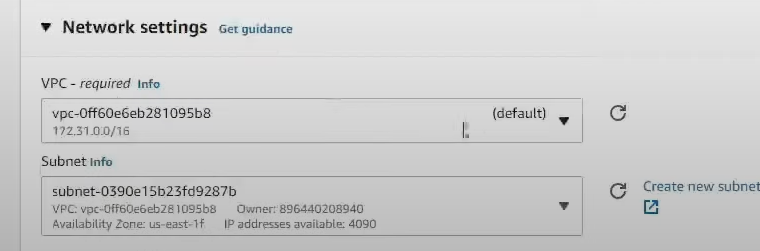 Network settings Get guidance
VPC - required Info
vpc-0ff60e6eb281095b8 (default)
172.31.0.0/16
Subnet Info
subnet-0390e15b23fd9287b
VPC: vpc-0ff60e6eb281095b8 Owner: 896440208940
Availability Zone: us-east-1f IP addresses available: 4090
Create new subnet